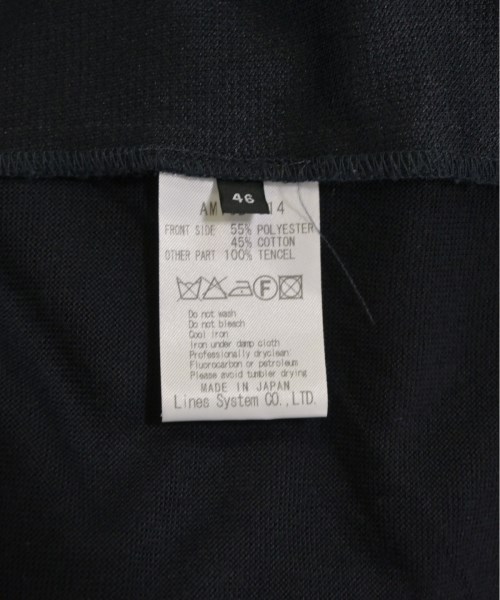 46
AM 14
FRONT SIDE 55% POLYESTER
45% COTTON
OTHER PART 100% TENCEL
F
Do not wash
Do not bleach
Cool iron
Iron under damp cloth
Professionally dryclean
Fluorocarbon or petroleum
Please avoid tumbler drying
MADE IN JAPAN
Lines System CO.,LTD.